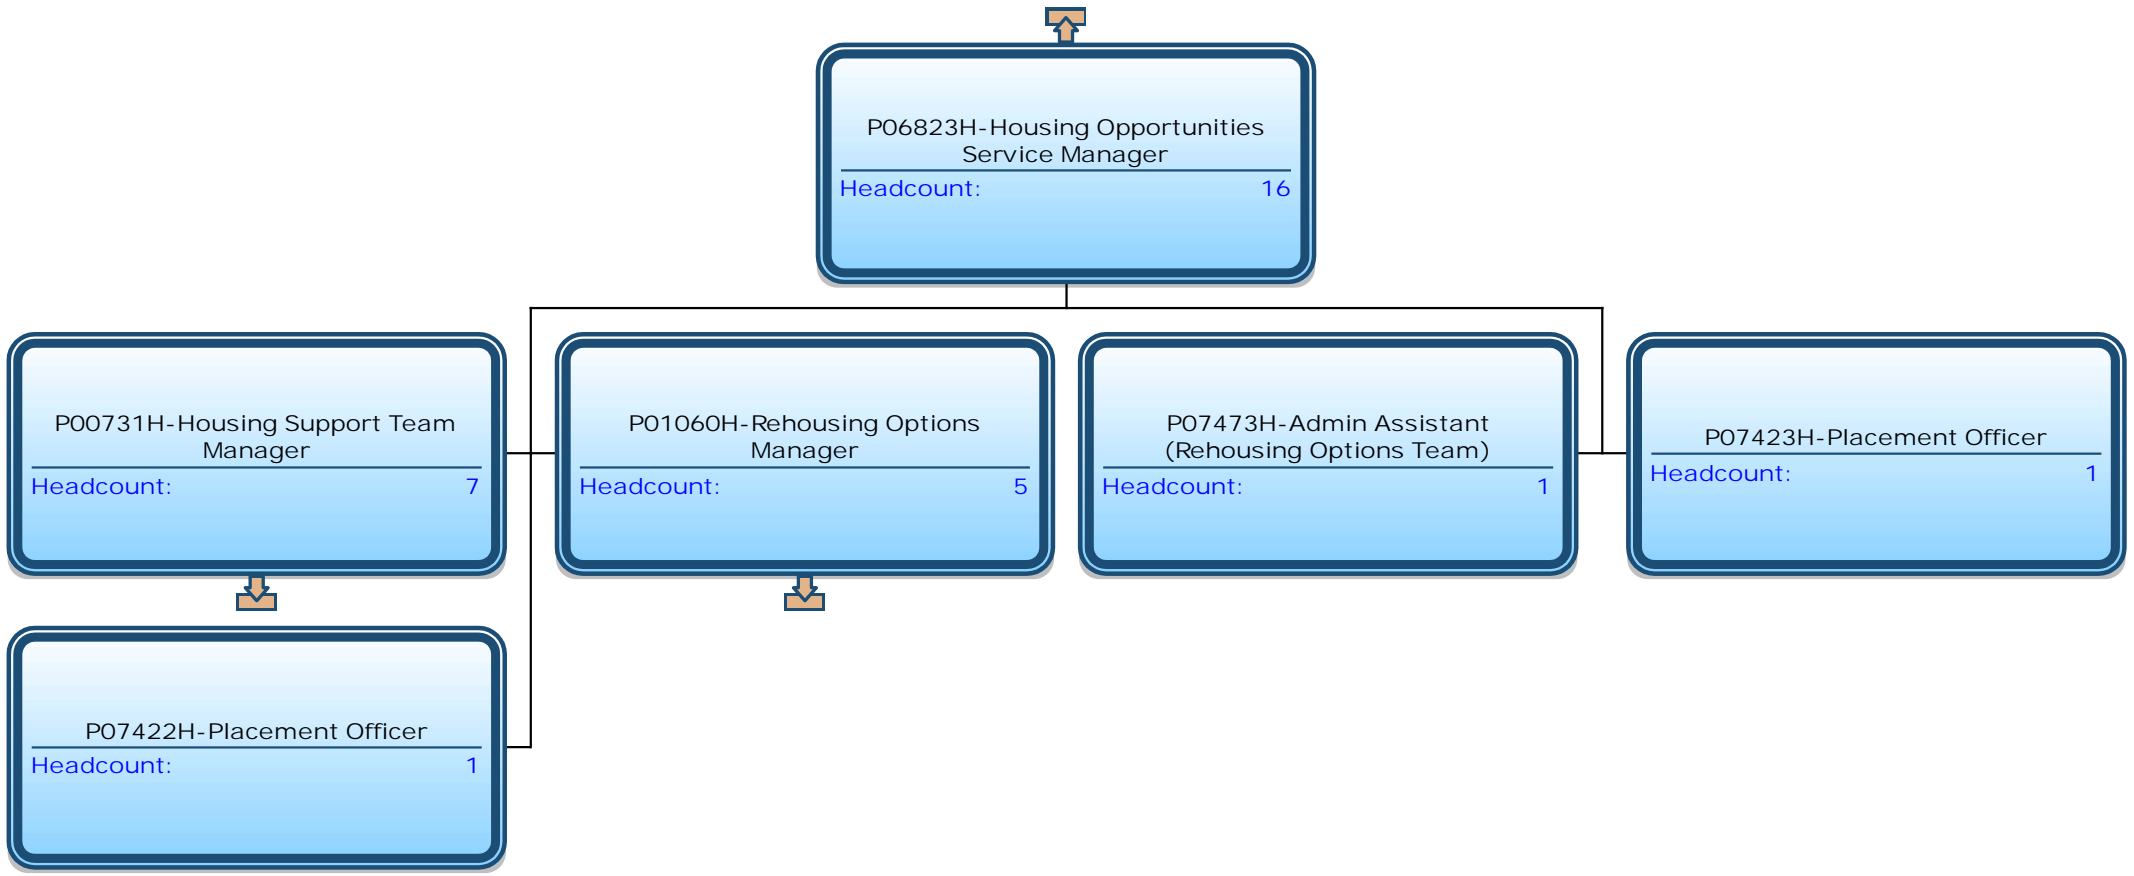 P06823H-Housing Opportunities
Service Manager
Headcount: 16
P00731H-Housing Support Team
Manager
Headcount: 7
P01060H-Rehousing Options
Manager
Headcount: 5
P07473H-Admin Assistant
(Rehousing Options Team)
Headcount: 1
P07423H-Placement Officer
Headcount: 1
P07422H-Placement Officer
Headcount: 1